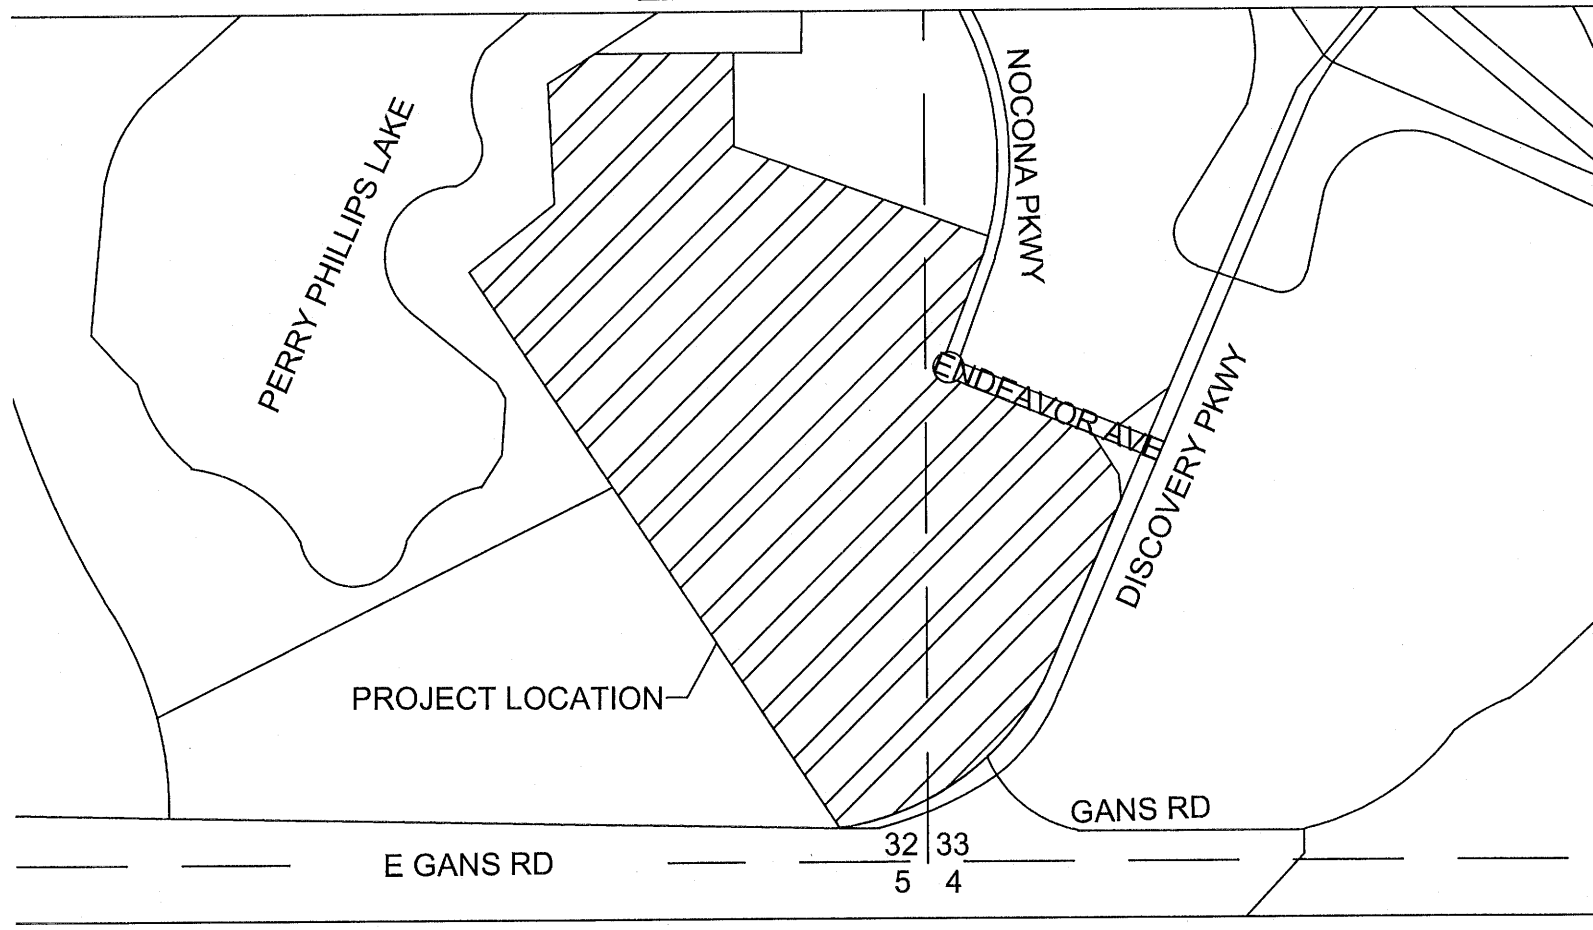 NOCONA PKWY
PERRY PHILLIPS LAKE
ENDEAVOR AVE
DISCOVERY PKWY
PROJECT LOCATION
GANS RD
E GANS RD
32 33
5 4